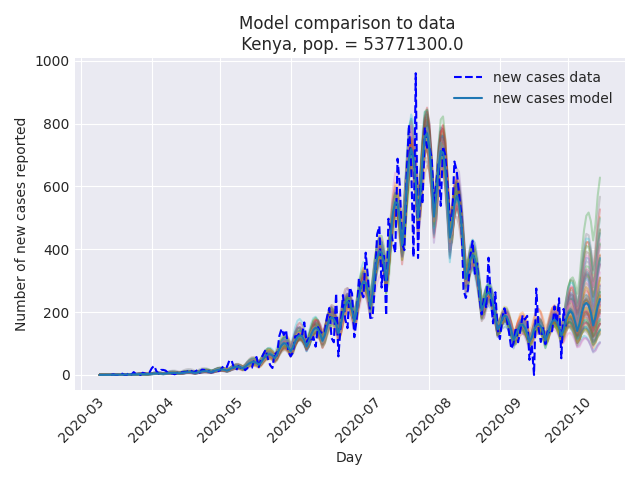 Model comparison to data
Kenya, pop. = 53771300.0
new cases data
new cases model
Number of new cases reported
1000
800
600
400
200
0
2020-03
2020-04
2020-05
2020-06
2020-07
2020-08
2020-09
2020-10
Day